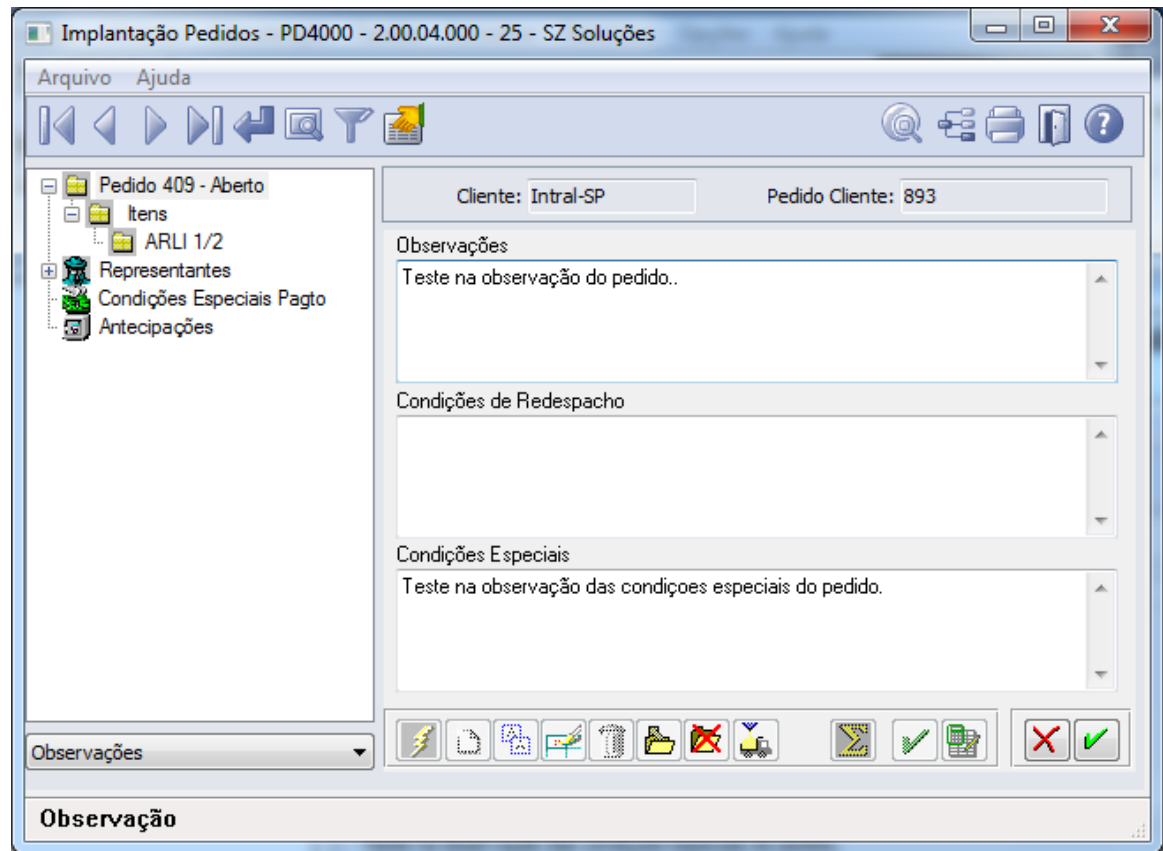 Implantação Pedidos - PD4000 - 2.00.04.000 - 25 - SZ Soluções
Arquivo Ajuda
Pedido 409 - Aberto
Itens
ARLI 1/2
Representantes
Condições Especiais Pagto
Antecipações
Cliente: Intral-SP Pedido Cliente: 893
Observações
Teste na observação do pedido..
Condições de Redespacho
Condições Especiais
Teste na observação das condiçoes especiais do pedido.
Observações
Observação